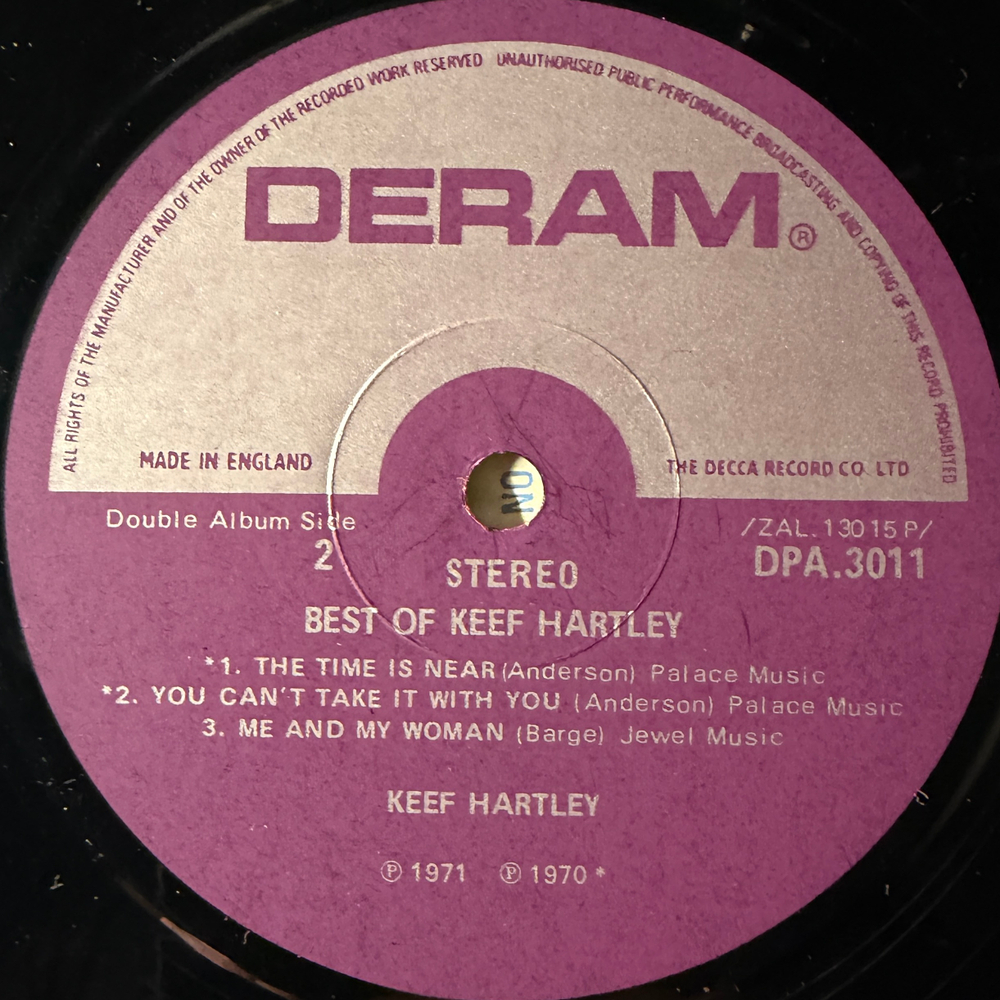 ALL RIGHTS OF THE MANUFACTURER AND OF THE OWNER OF THE RECORDED WORK RESERVED UNAUTHORISED PUBLIC PERFORMANCE BROADCASTING AND COPYING OF THIS RECORD PROHIBITED
DERAM®
MADE IN ENGLAND
THE DECCA RECORD CO. LTD
NO
Double Album Side
2
/ZAL.13015P/
DPA.3011
STEREO
BEST OF KEEF HARTLEY
*1. THE TIME IS NEAR (Anderson) Palace Music
*2. YOU CAN'T TAKE IT WITH YOU (Anderson) Palace Music
3. ME AND MY WOMAN (Barge) Jewel Music
KEEF HARTLEY
℗ 1971 ℗ 1970 *